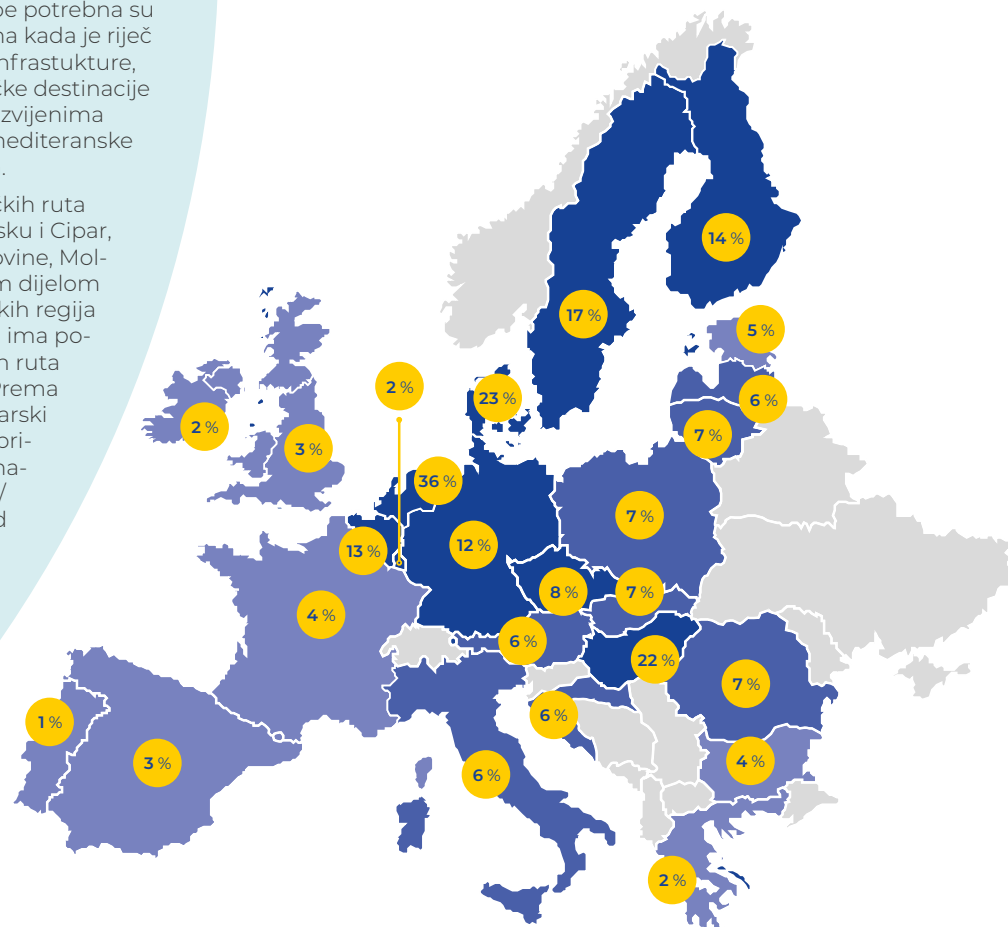 be potrebna su
na kada je riječ
nfrastukture,
čke destinacije
zvijenima
mediteranske
.
kih ruta
sku i Cipar,
ovine, Mol-
m dijelom
kih regija
ima po-
n ruta
Prema
arski
ori-
na-
/
d
14 %
17 %
5 %
2 %
23 %
6 %
2 %
7 %
3 %
36 %
7 %
12 %
13 %
8 %
7 %
4 %
6 %
22 %
7 %
1 %
6 %
3 %
4 %
6 %
2 %